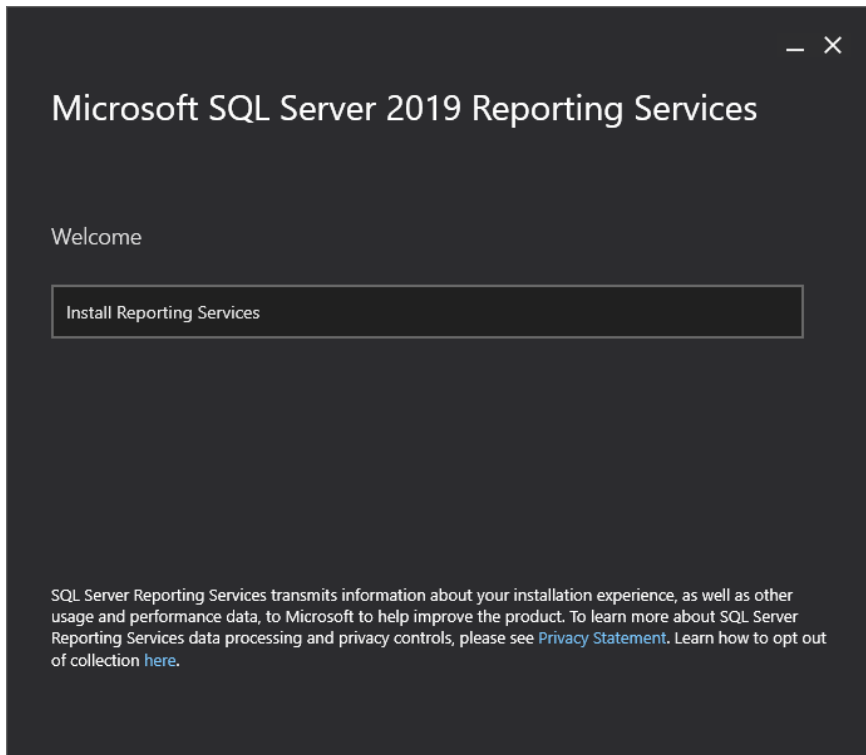 Microsoft SQL Server 2019 Reporting Services
Welcome
Install Reporting Services
SQL Server Reporting Services transmits information about your installation experience, as well as other
usage and performance data, to Microsoft to help improve the product. To learn more about SQL Server
Reporting Services data processing and privacy controls, please see Privacy Statement. Learn how to opt out
of collection here.